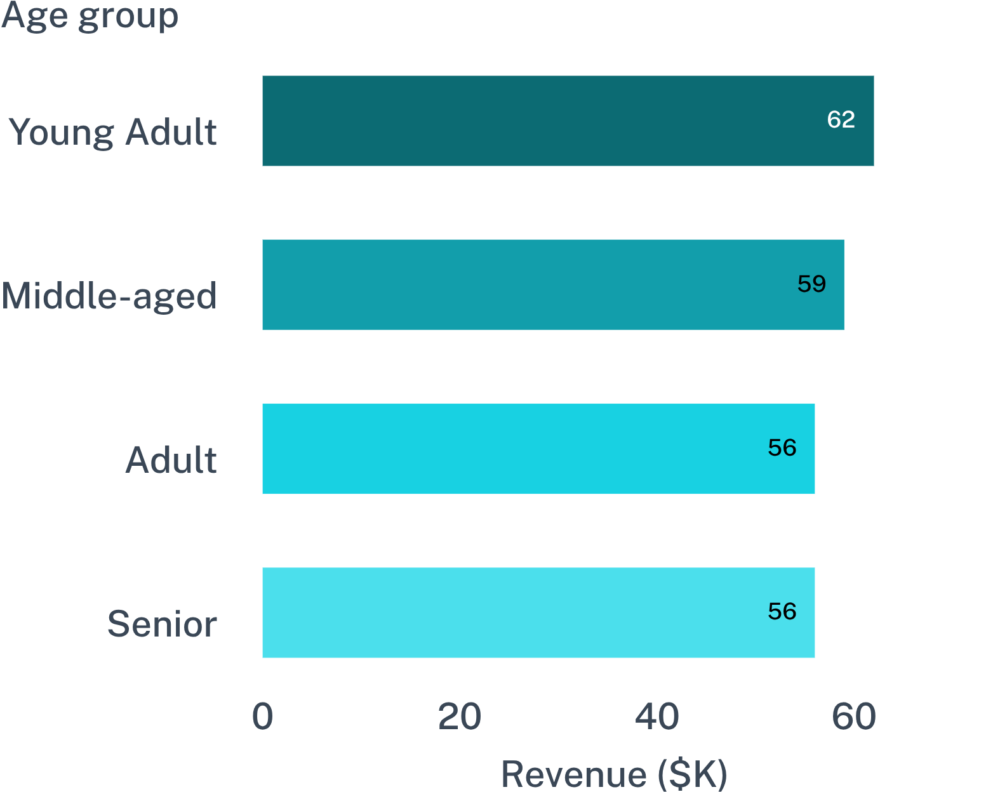 Age group
Young Adult
62
Middle-aged
59
Adult
56
Senior
56
0 20 40 60
Revenue ($K)